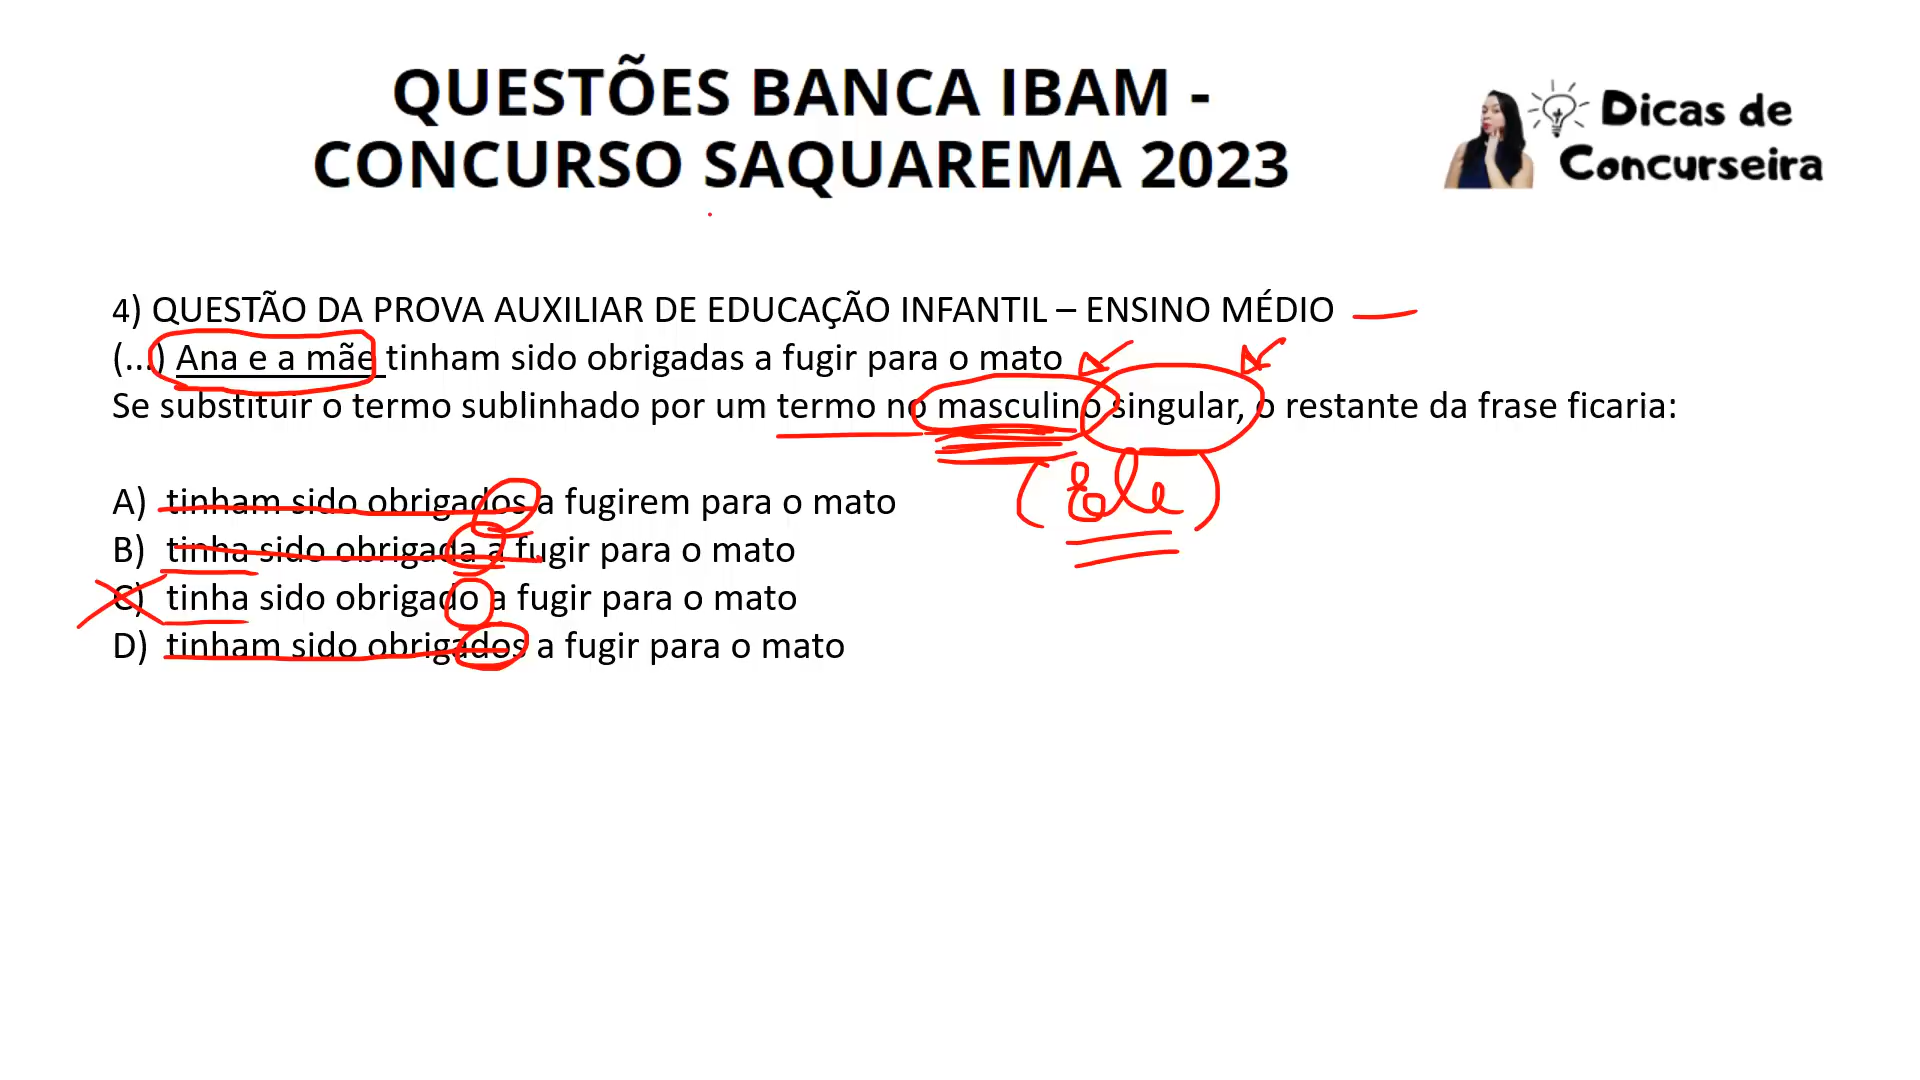 QUESTÕES BANCA IBAM -
CONCURSO SAQUAREMA 2023
Dicas de
Concurseira
4) QUESTÃO DA PROVA AUXILIAR DE EDUCAÇÃO INFANTIL – ENSINO MÉDIO
(...) Ana e a mãe tinham sido obrigadas a fugir para o mato
Se substituir o termo sublinhado por um termo no masculino singular, o restante da frase ficaria:
(Ele)
A) tinham sido obrigados a fugirem para o mato
B) tinha sido obrigada a fugir para o mato
C) tinha sido obrigado a fugir para o mato
D) tinham sido obrigados a fugir para o mato